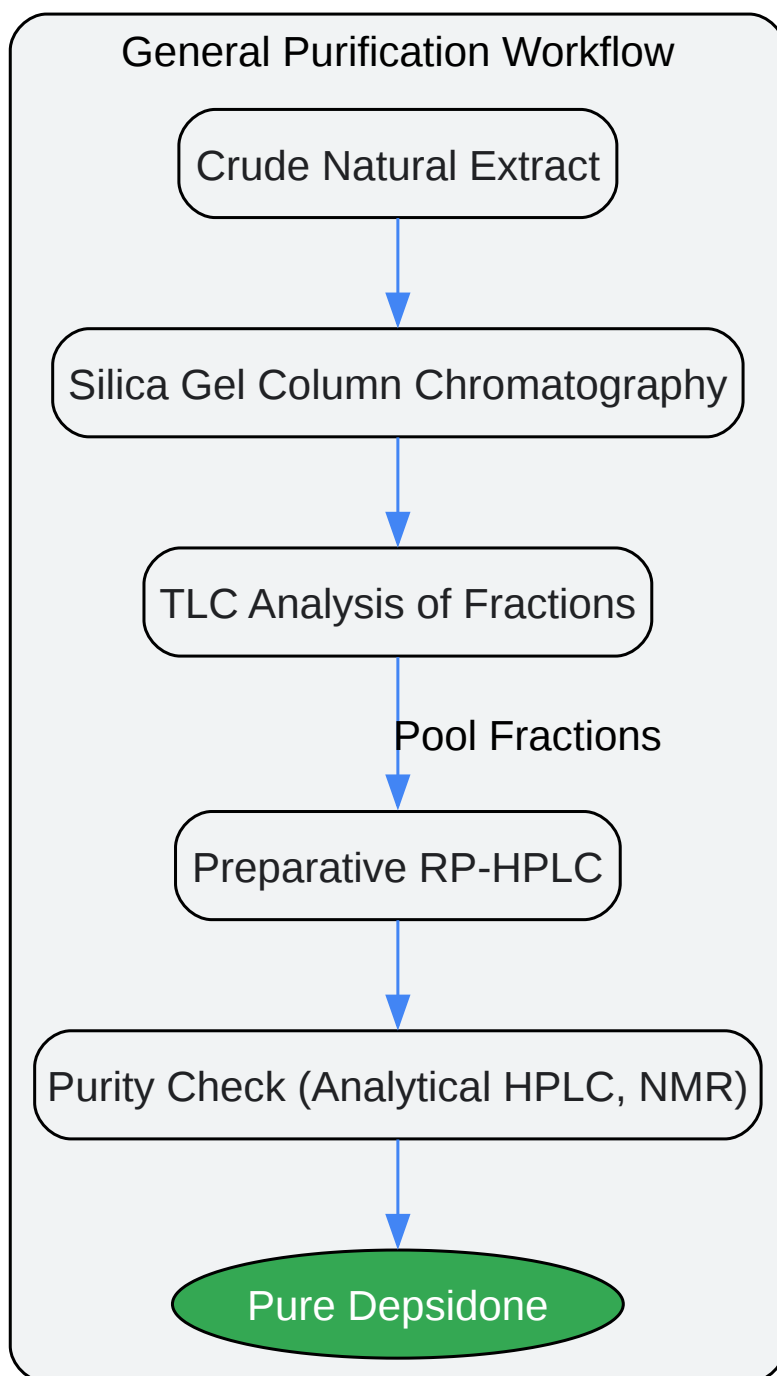 General Purification Workflow
Crude Natural Extract
Silica Gel Column Chromatography
TLC Analysis of Fractions
Pool Fractions
Preparative RP-HPLC
Purity Check (Analytical HPLC, NMR)
Pure Depsidone